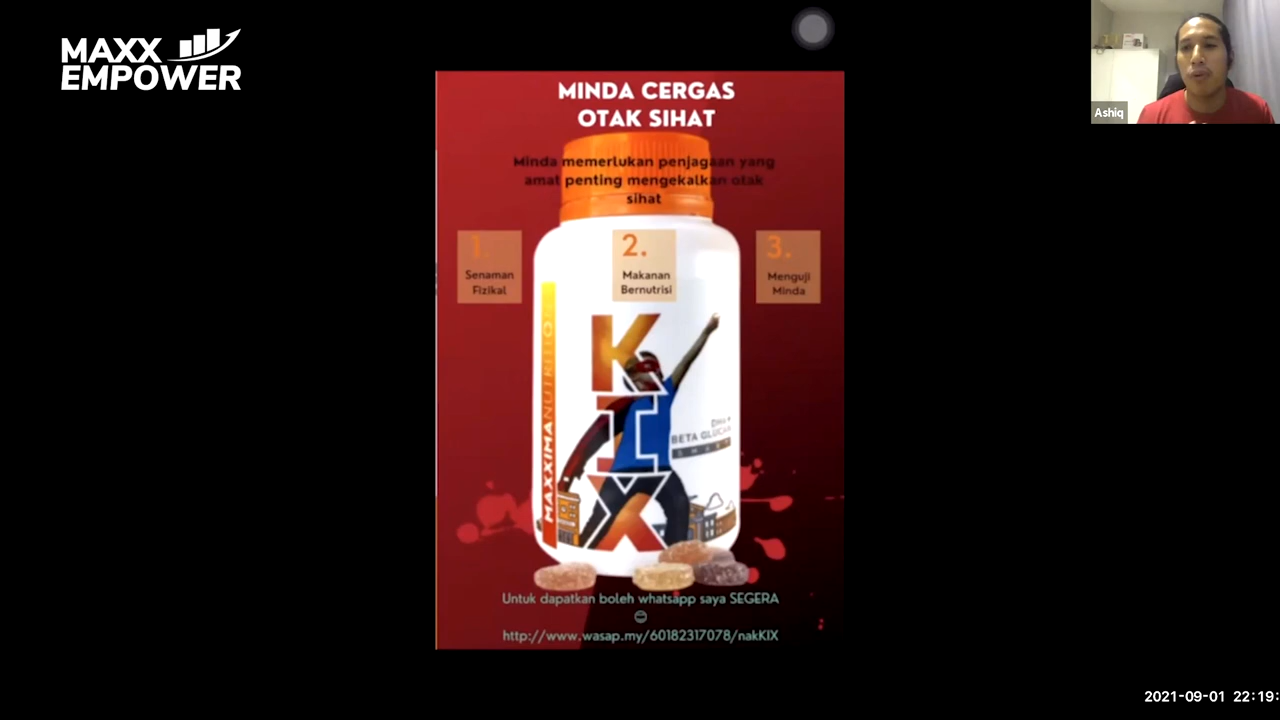 MAXX
EMPOWER
MINDA CERGAS
OTAK SIHAT
Minda memerlukan penjagaan yang
amat penting mengekalkan otak
sihat
1.
Senaman
Fizikal
2.
Makanan
Bernutrisi
3.
Menguji
Minda
KIX
MAXXIMANUTRITIO
DHA +
BETA GLUCAN
SMART
Untuk dapatkan boleh whatsapp saya SEGERA
😊
http://www.wasap.my/60182317078/nakKIX
Ashiq
2021-09-01 22:19: